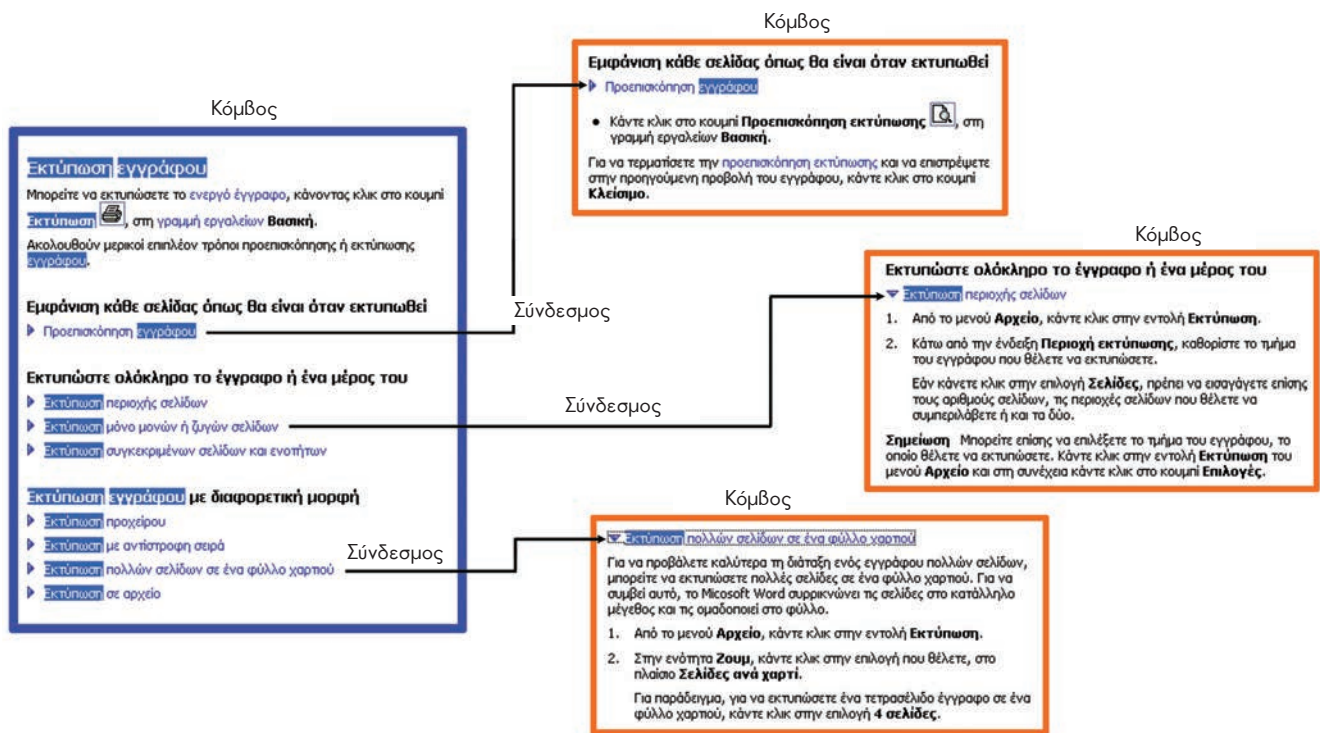 Κόμβος
Εκτύπωση εγγράφου
Μπορείτε να εκτυπώσετε το ενεργό έγγραφο, κάνοντας κλικ στο κουμπί
Εκτύπωση , στη γραμμή εργαλείων Βασική.
Ακολουθούν μερικοί επιπλέον τρόποι προεπισκόπησης ή εκτύπωσης
εγγράφου.
Εμφάνιση κάθε σελίδας όπως θα είναι όταν εκτυπωθεί
Προεπισκόπηση εγγράφου
Εκτυπώστε ολόκληρο το έγγραφο ή ένα μέρος του
Εκτύπωση περιοχής σελίδων
Εκτύπωση μόνο μονών ή ζυγών σελίδων
Εκτύπωση συγκεκριμένων σελίδων και ενοτήτων
Εκτύπωση εγγράφου με διαφορετική μορφή
Εκτύπωση προχείρου
Εκτύπωση με αντίστροφη σειρά
Εκτύπωση πολλών σελίδων σε ένα φύλλο χαρτιού
Εκτύπωση σε αρχείο
Σύνδεσμος
Σύνδεσμος
Σύνδεσμος
Κόμβος
Εμφάνιση κάθε σελίδας όπως θα είναι όταν εκτυπωθεί
Προεπισκόπηση εγγράφου
• Κάντε κλικ στο κουμπί Προεπισκόπηση εκτύπωσης , στη
γραμμή εργαλείων Βασική.
Για να τερματίσετε την προεπισκόπηση εκτύπωσης και να επιστρέψετε
στην προηγούμενη προβολή του εγγράφου, κάντε κλικ στο κουμπί
Κλείσιμο.
Κόμβος
Εκτυπώστε ολόκληρο το έγγραφο ή ένα μέρος του
Εκτύπωση περιοχής σελίδων
1. Από το μενού Αρχείο, κάντε κλικ στην εντολή Εκτύπωση.
2. Κάτω από την ένδειξη Περιοχή εκτύπωσης, καθορίστε το τμήμα
του εγγράφου που θέλετε να εκτυπώσετε.
Εάν κάνετε κλικ στην επιλογή Σελίδες, πρέπει να εισαγάγετε επίσης
τους αριθμούς σελίδων, τις περιοχές σελίδων που θέλετε να
συμπεριλάβετε ή και τα δύο.
Σημείωση Μπορείτε επίσης να επιλέξετε το τμήμα του εγγράφου, το
οποίο θέλετε να εκτυπώσετε. Κάντε κλικ στην εντολή Εκτύπωση του
μενού Αρχείο και στη συνέχεια κάντε κλικ στο κουμπί Επιλογές.
Κόμβος
Εκτύπωση πολλών σελίδων σε ένα φύλλο χαρτιού
Για να προβάλετε καλύτερα τη διάταξη ενός εγγράφου πολλών σελίδων,
μπορείτε να εκτυπώσετε πολλές σελίδες σε ένα φύλλο χαρτιού. Για να
συμβεί αυτό, το Micosoft Word συρρικνώνει τις σελίδες στο κατάλληλο
μέγεθος και τις ομαδοποιεί στο φύλλο.
1. Από το μενού Αρχείο, κάντε κλικ στην εντολή Εκτύπωση.
2. Στην ενότητα Ζουμ, κάντε κλικ στην επιλογή που θέλετε, στο
πλαίσιο Σελίδες ανά χαρτί.
Για παράδειγμα, για να εκτυπώσετε ένα τετρασέλιδο έγγραφο σε ένα
φύλλο χαρτιού, κάντε κλικ στην επιλογή 4 σελίδες.